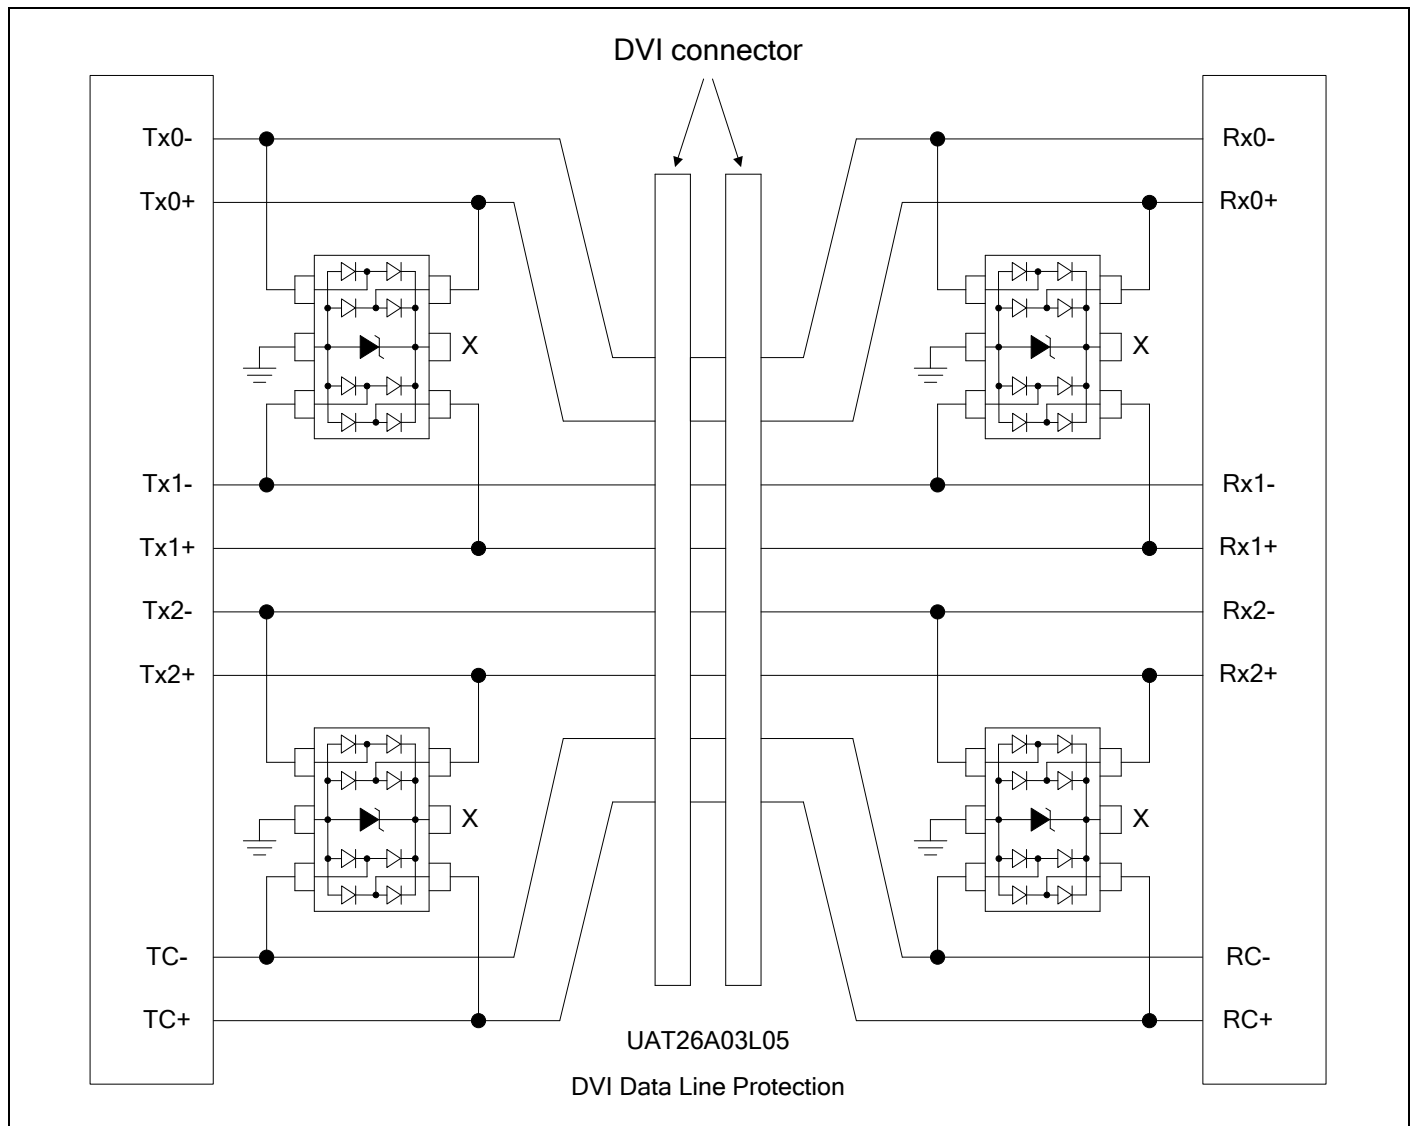 DVI connector
Tx0-
Rx0-
Tx0+
Rx0+
X
X
Tx1-
Rx1-
Tx1+
Rx1+
Tx2-
Rx2-
Tx2+
Rx2+
X
X
TC-
RC-
TC+
RC+
UAT26A03L05
DVI Data Line Protection